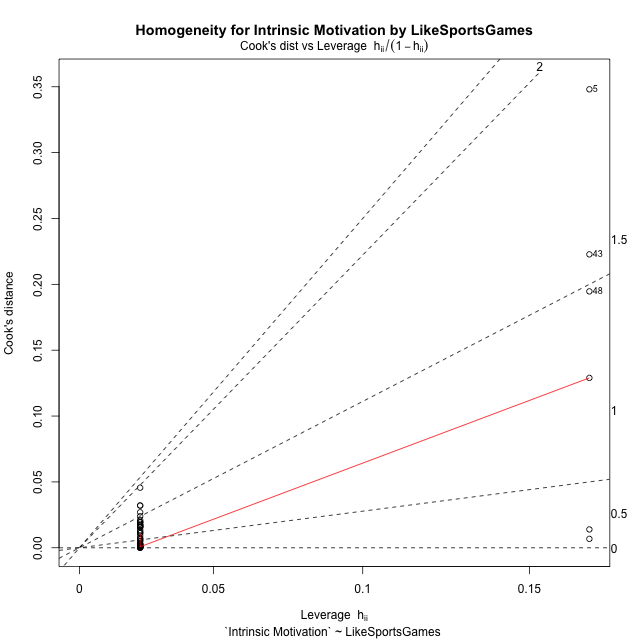 Homogeneity for Intrinsic Motivation by LikeSportsGames
Cook's dist vs Leverage hii/(1 − hii)
2
0.35
5
0.30
1.5
0.25
43
0.20
48
Cook's distance
0.15
0.10
1
0.05
0.5
0.00
0
0 0.05 0.1 0.15
Leverage hii
`Intrinsic Motivation` ~ LikeSportsGames